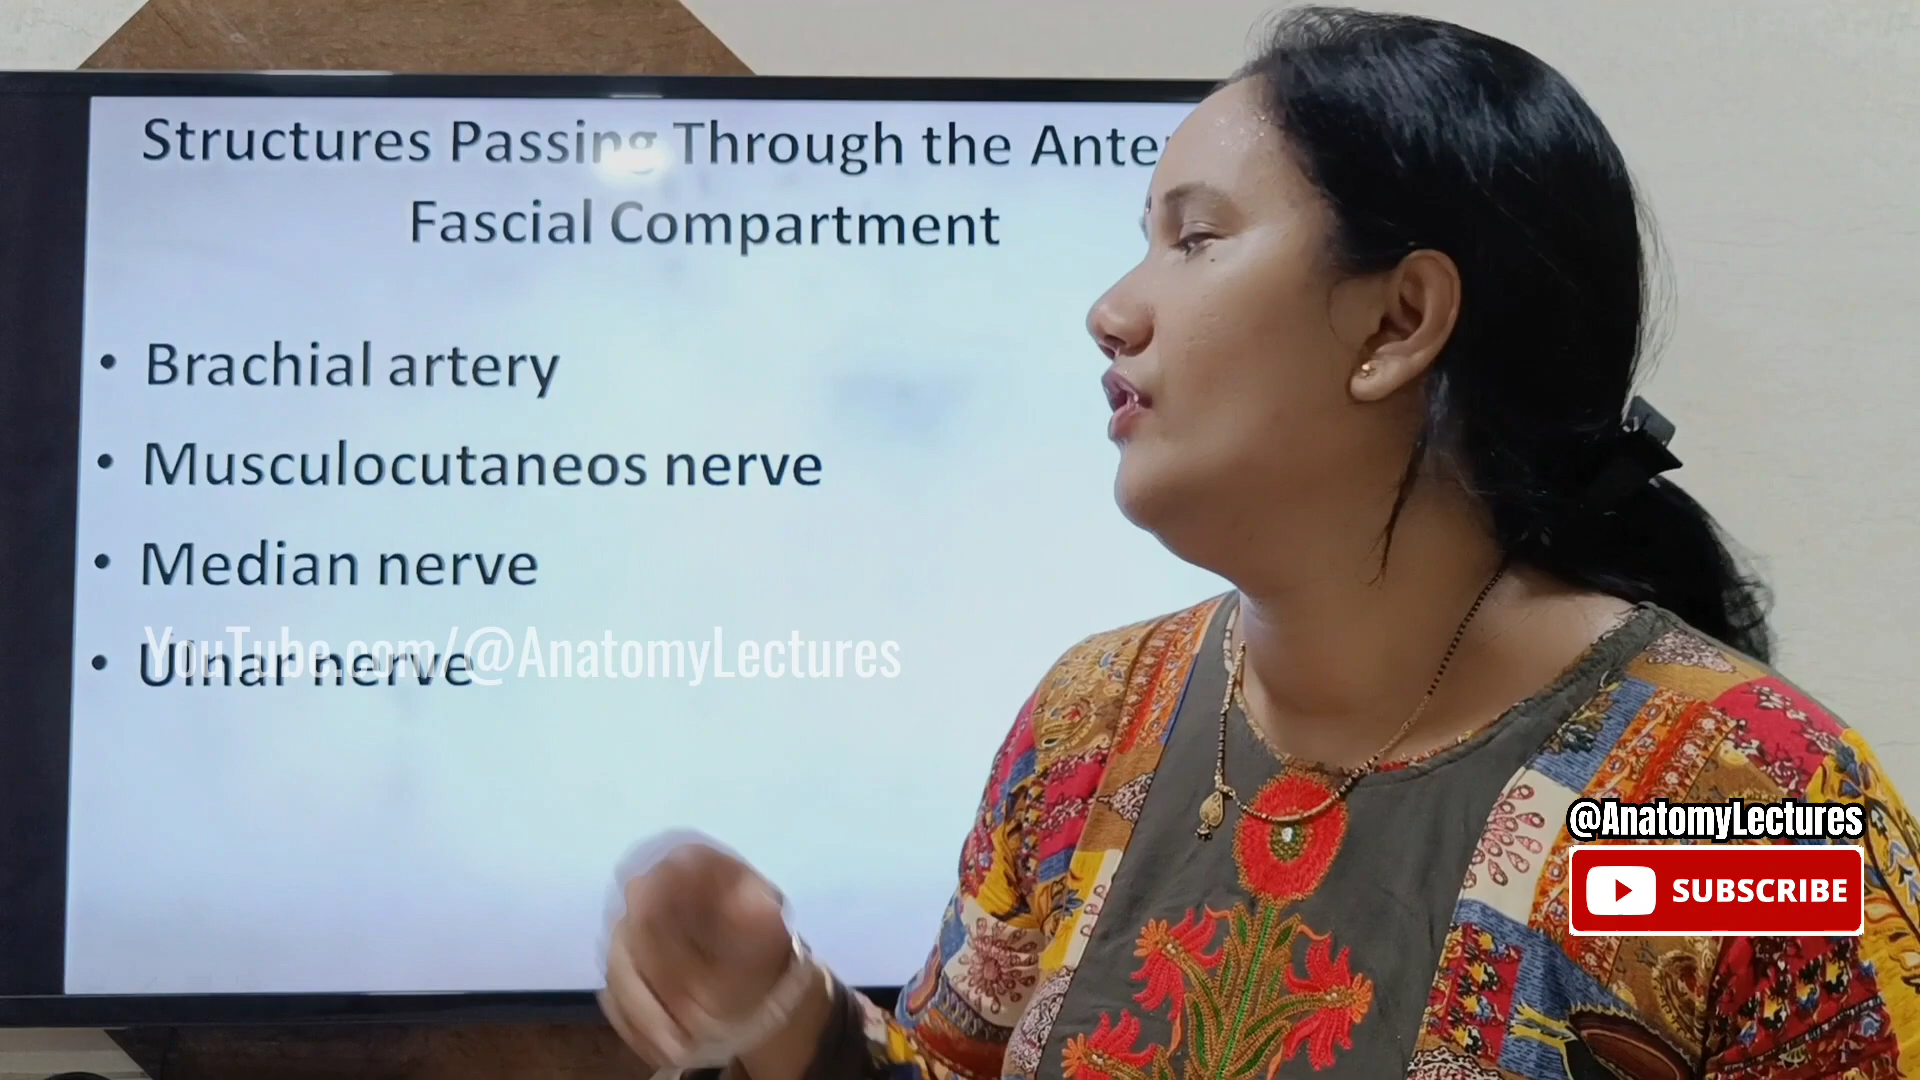 Structures Passing Through the Ante
Fascial Compartment
• Brachial artery
• Musculocutaneos nerve
• Median nerve
• Ulnar nerve
YouTube.com/@AnatomyLectures
@AnatomyLectures
SUBSCRIBE